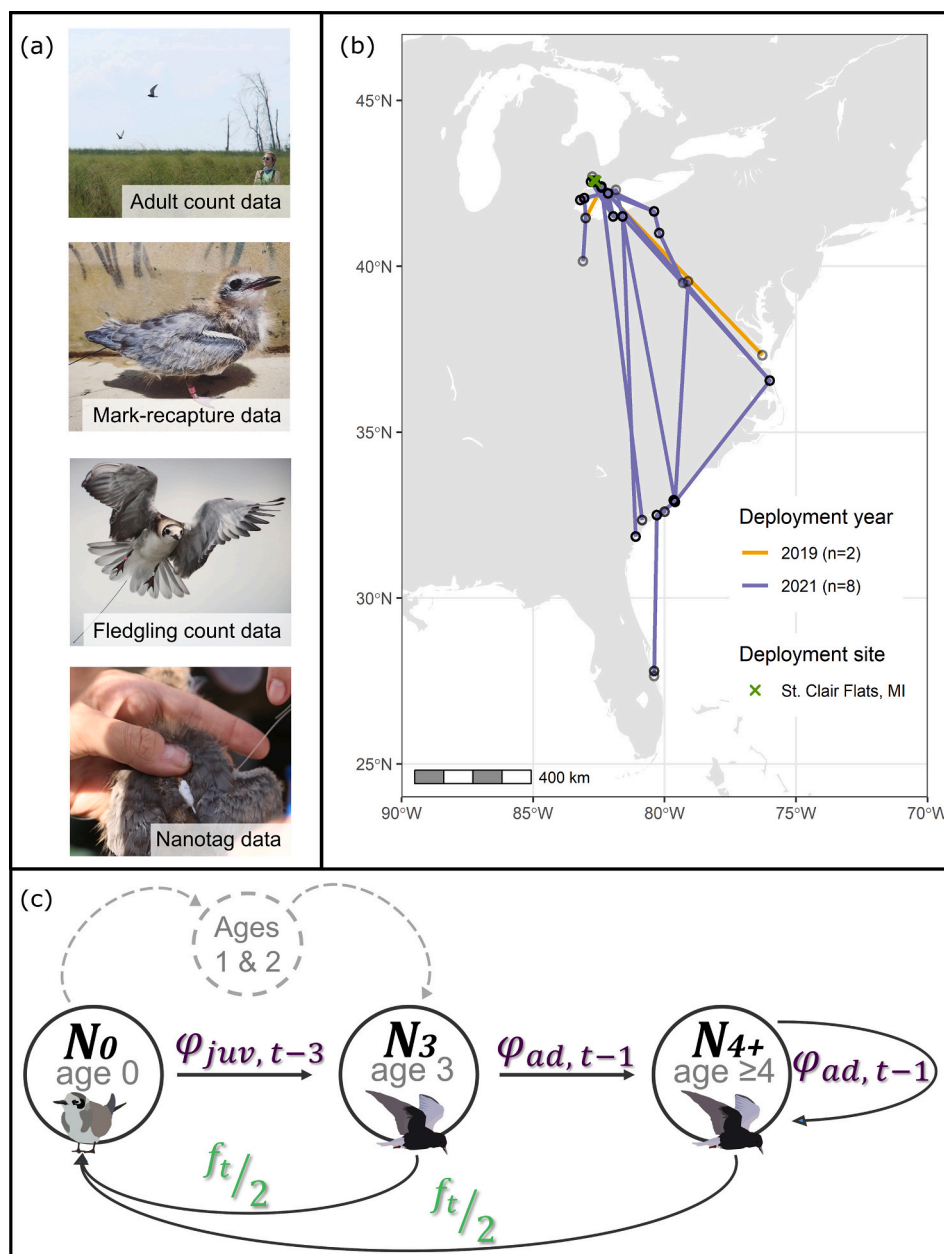 (a)
Adult count data
Mark-recapture data
Fledgling count data
Nanotag data
(b)
45°N
40°N
35°N
30°N
25°N
90°W
85°W
80°W
75°W
70°W
Deployment year
2019 (n=2)
2021 (n=8)
Deployment site
St. Clair Flats, MI
400 km
(c)
Ages
1 & 2
N0
age 0
φjuv, t−3
N3
age 3
φad, t−1
N4+
age ≥4
φad, t−1
ft/2
ft/2